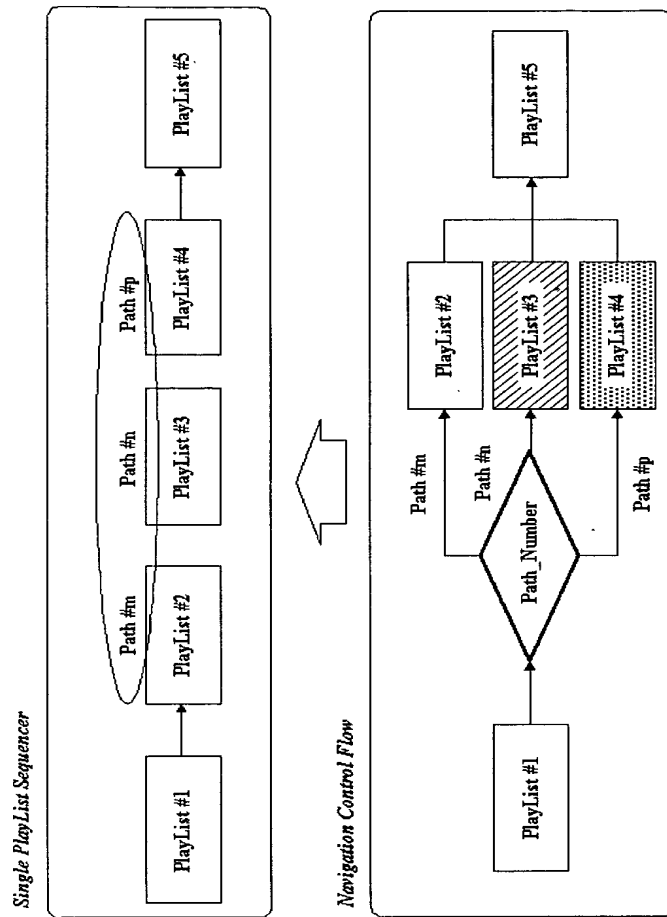 Single PlayList Sequencer
PlayList #1
Path #m
PlayList #2
Path #n
PlayList #3
Path #p
PlayList #4
PlayList #5
Navigation Control Flow
PlayList #1
Path_Number
Path #m
Path #n
Path #p
PlayList #2
PlayList #3
PlayList #4
PlayList #5